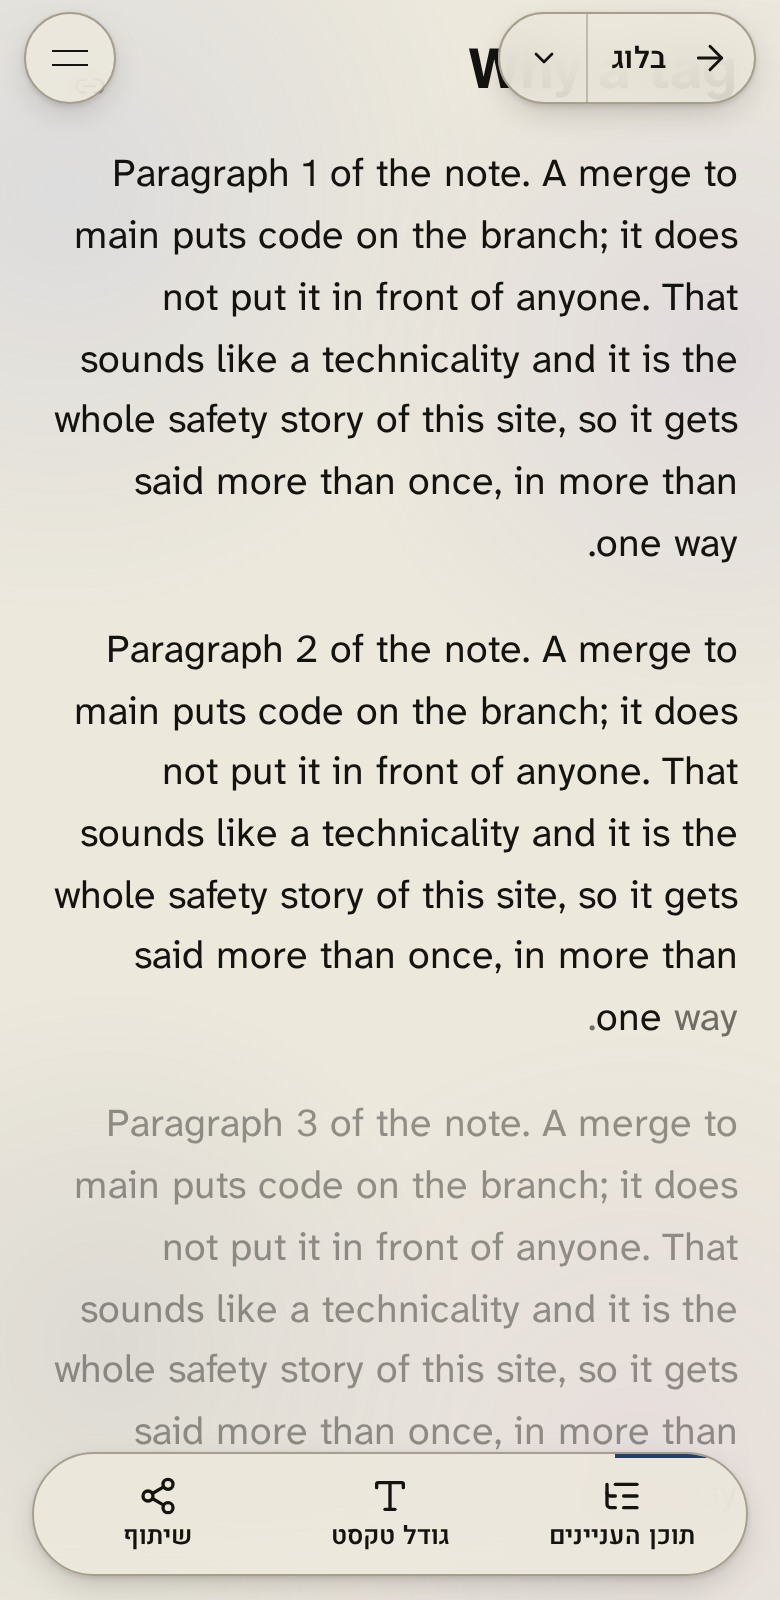 בלוג
Why a tag
Paragraph 1 of the note. A merge to
main puts code on the branch; it does
not put it in front of anyone. That
sounds like a technicality and it is the
whole safety story of this site, so it gets
said more than once, in more than
one way.
Paragraph 2 of the note. A merge to
main puts code on the branch; it does
not put it in front of anyone. That
sounds like a technicality and it is the
whole safety story of this site, so it gets
said more than once, in more than
one way.
Paragraph 3 of the note. A merge to
main puts code on the branch; it does
not put it in front of anyone. That
sounds like a technicality and it is the
whole safety story of this site, so it gets
said more than once, in more than
תוכן העניינים
גודל טקסט
שיתוף